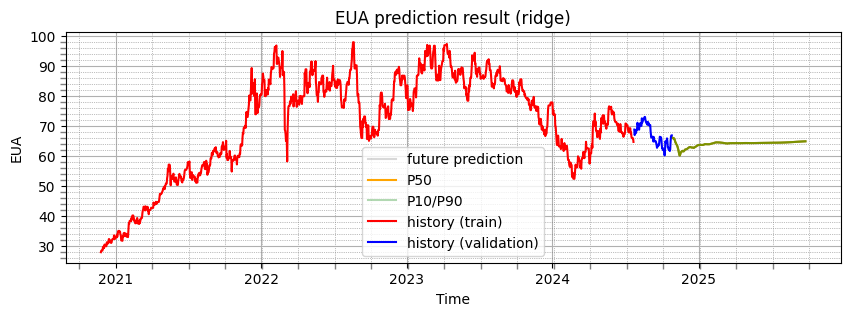 EUA prediction result (ridge)
100
90
80
70
60
50
40
30
EUA
future prediction
P50
P10/P90
history (train)
history (validation)
2021 2022 2023 2024 2025
Time